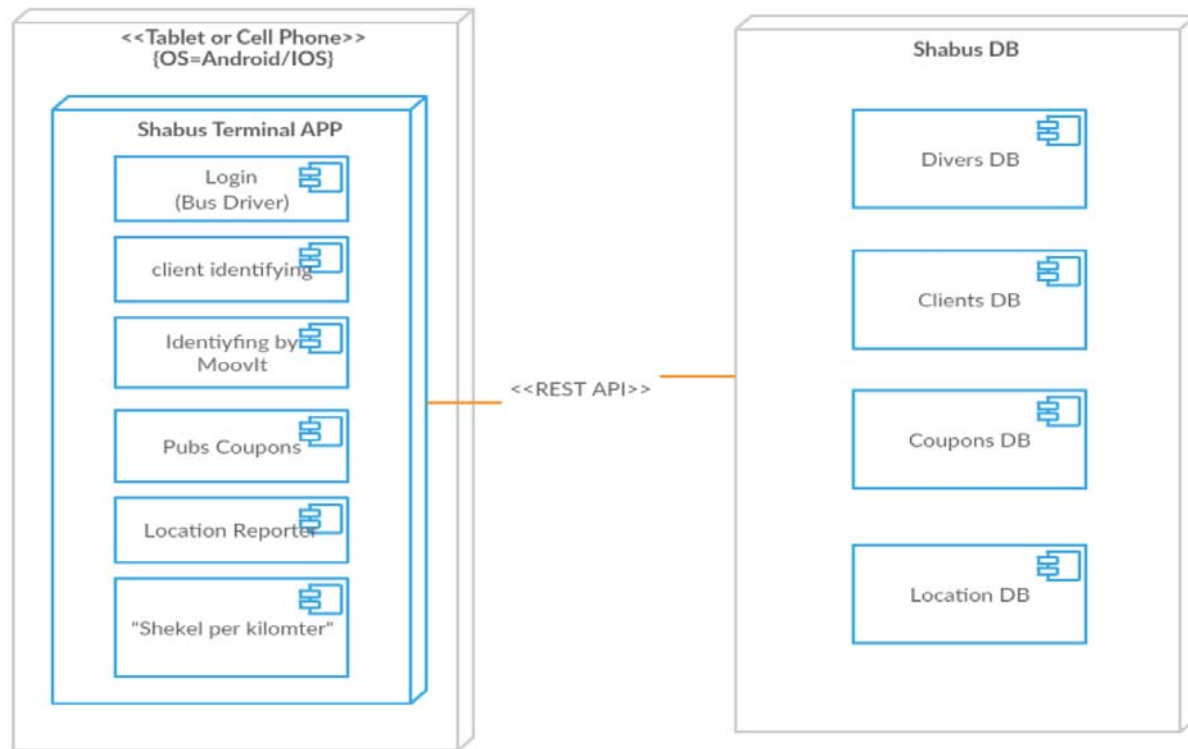 <<Tablet or Cell Phone>>
{OS=Android/IOS}
Shabus Terminal APP
Login
(Bus Driver)
client identifying
Identiyfing by
MoovIt
Pubs Coupons
Location Reporter
"Shekel per kilomter"
<<REST API>>
Shabus DB
Divers DB
Clients DB
Coupons DB
Location DB